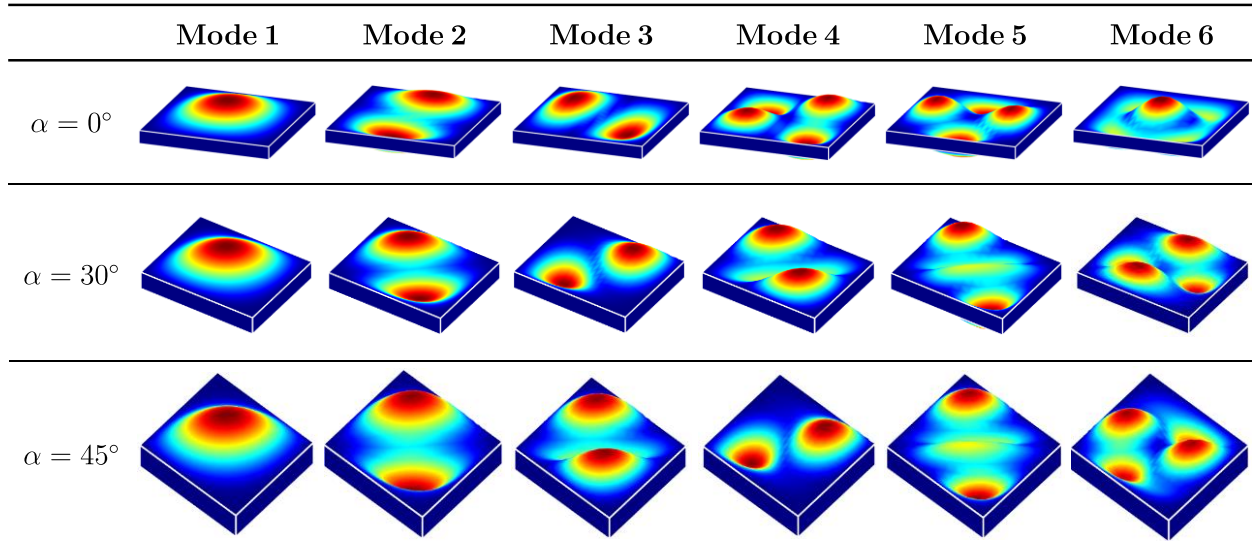 Mode 1 Mode 2 Mode 3 Mode 4 Mode 5 Mode 6
α = 0°
α = 30°
α = 45°